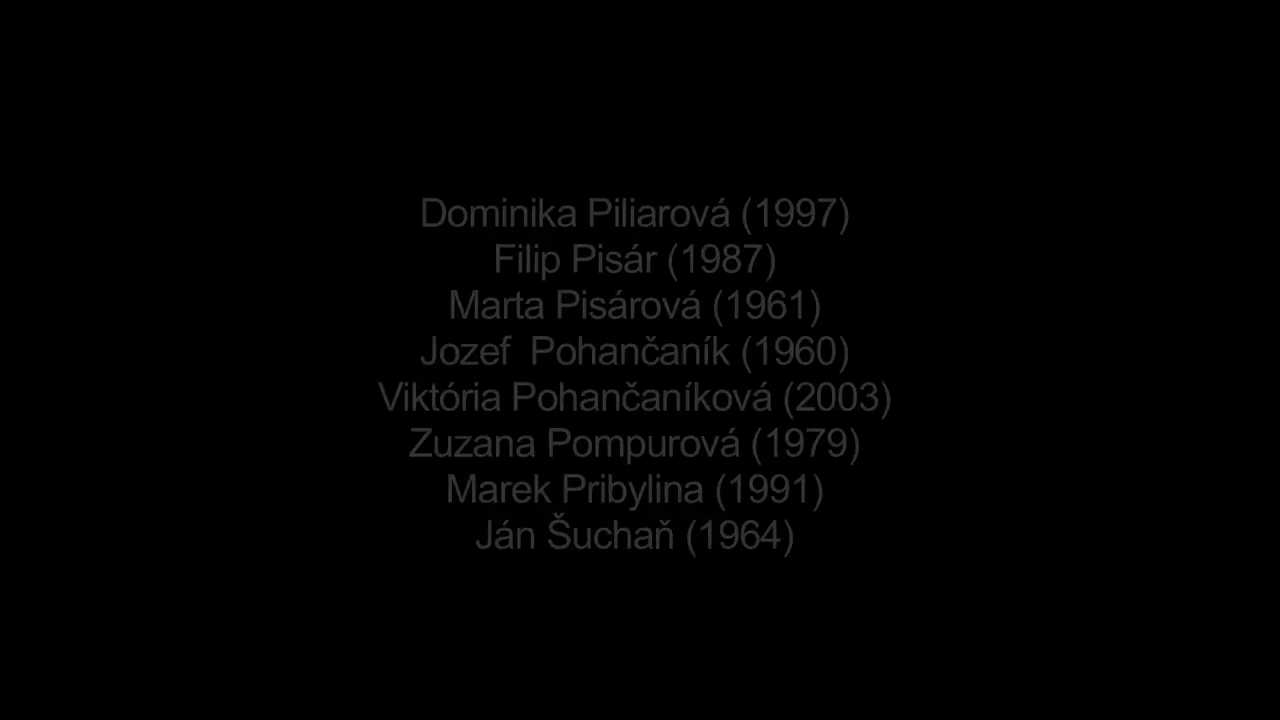 Dominika Piliarová (1997)
Filip Pisár (1987)
Marta Pisárová (1961)
Jozef  Pohančaník (1960)
Viktória Pohančaníková (2003)
Zuzana Pompurová (1979)
Marek Pribylina (1991)
Ján Šuchaň (1964)